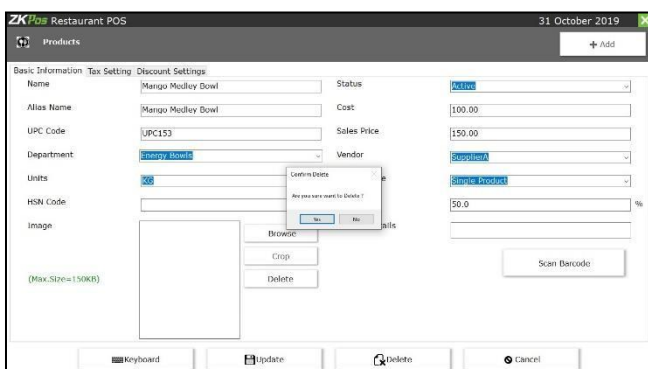 ZKPos Restaurant POS 31 October 2019 X
Products + Add
Basic Information Tax Setting Discount Settings
Name Mango Medley Bowl Status Active
Alias Name Mango Medley Bowl Cost 100.00
UPC Code UPC153 Sales Price 150.00
Department Energy Bowls Vendor SupplierA
Units KG Single Product
HSN Code 50.0 %
Image
Confirm Delete
Are you sure want to Delete ?
Yes No
Browse
Crop Scan Barcode
(Max.Size=150KB) Delete
Keyboard Update Delete Cancel